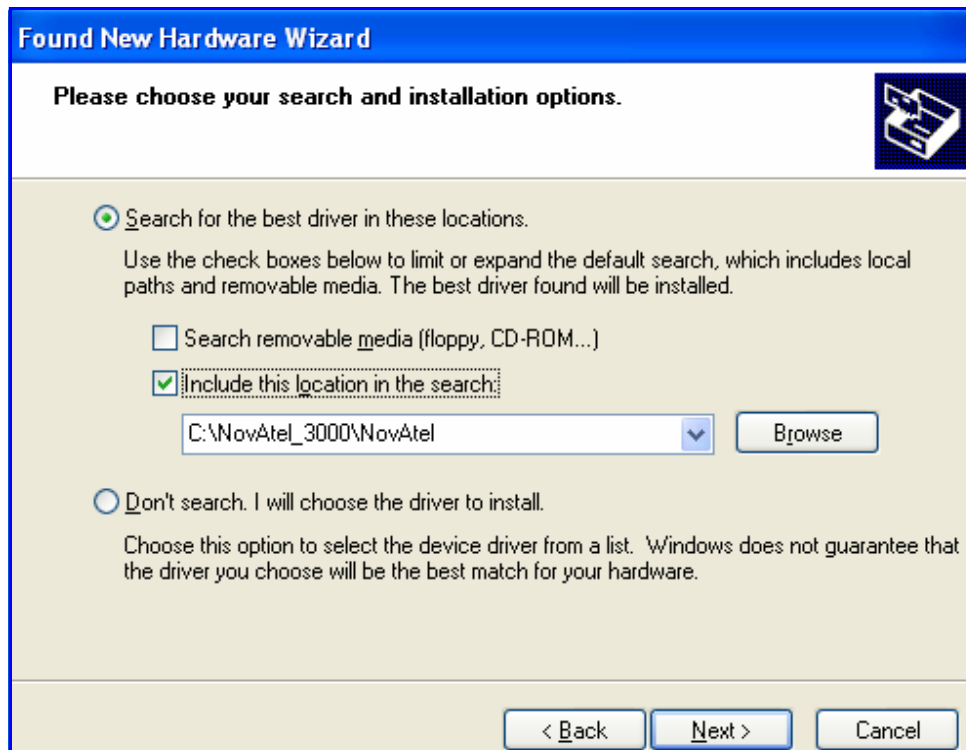 Found New Hardware Wizard
Please choose your search and installation options.
Search for the best driver in these locations.
Use the check boxes below to limit or expand the default search, which includes local
paths and removable media. The best driver found will be installed.
Search removable media (floppy, CD-ROM...)
Include this location in the search:
C:\NovAtel_3000\NovAtel
Browse
Don't search. I will choose the driver to install.
Choose this option to select the device driver from a list.  Windows does not guarantee that
the driver you choose will be the best match for your hardware.
< Back Next > Cancel